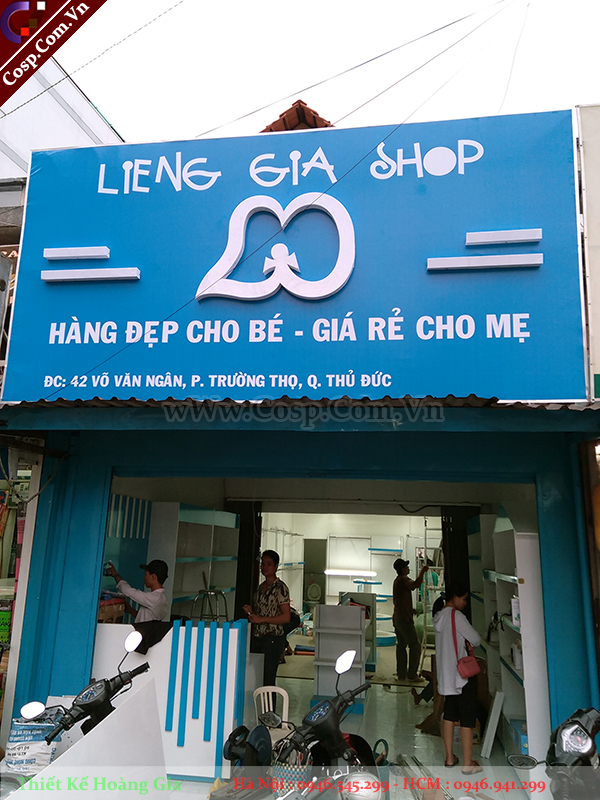 Cosp.Com.Vn
LIENG GIA SHOP
HÀNG ĐẸP CHO BÉ - GIÁ RẺ CHO MẸ
ĐC: 42 VÕ VĂN NGÂN, P. TRƯỜNG THỌ, Q. THỦ ĐỨC
www.Cosp.Com.Vn
Thiết Kế Hoàng Gia Hà Nội : 0946.345.299 - HCM : 0946.941.299